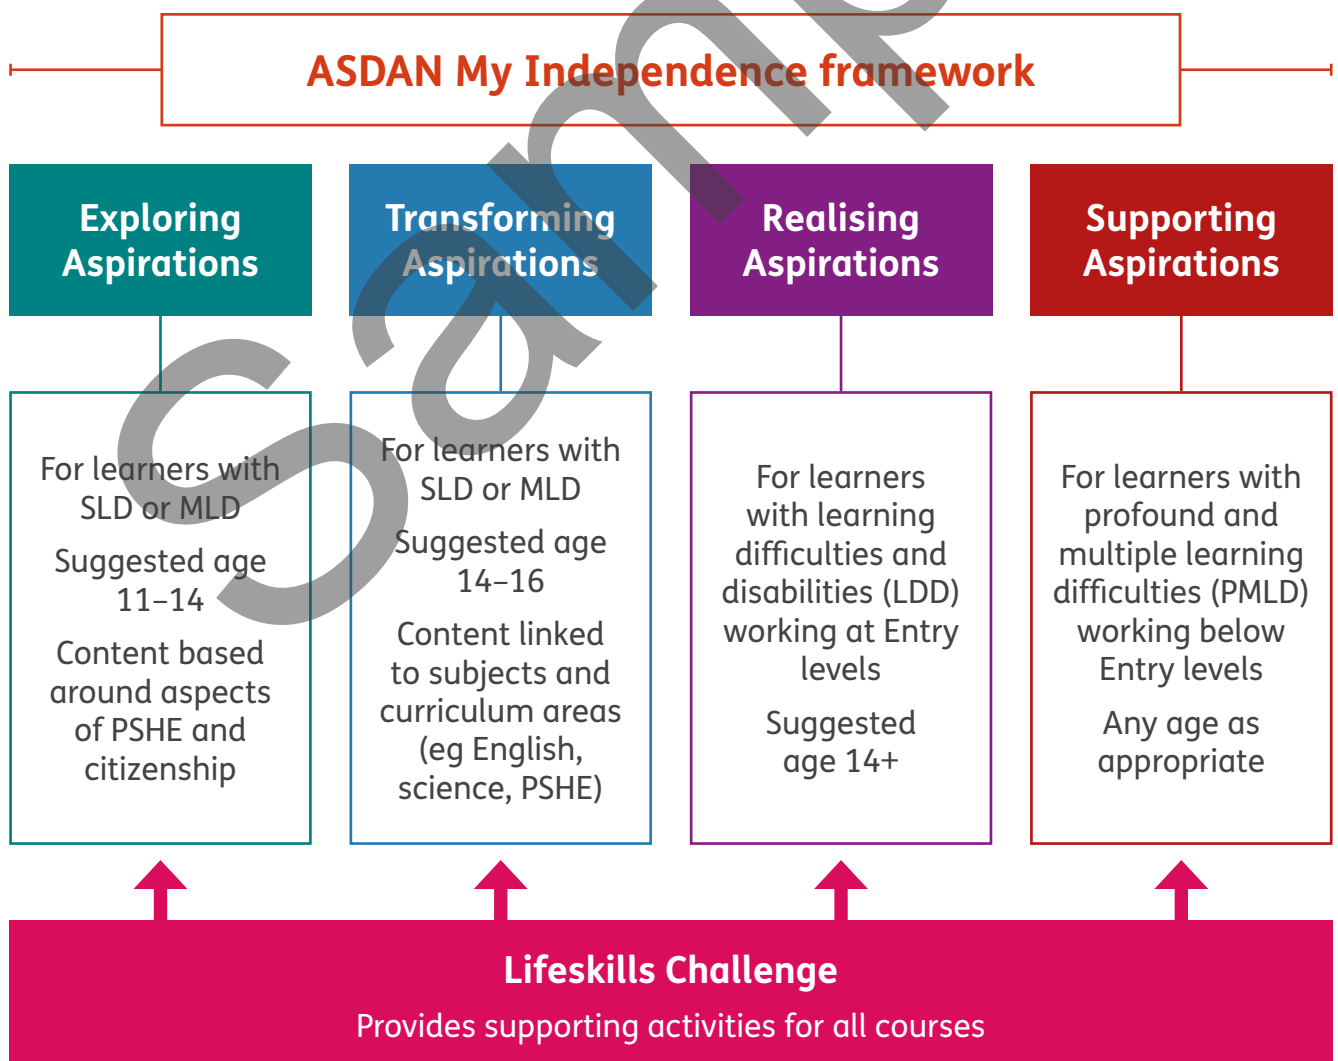 ASDAN My Independence framework
Exploring
Aspirations
Transforming
Aspirations
Realising
Aspirations
Supporting
Aspirations
For learners with
SLD or MLD
Suggested age
11–14
Content based
around aspects
of PSHE and
citizenship
For learners with
SLD or MLD
Suggested age
14–16
Content linked
to subjects and
curriculum areas
(eg English,
science, PSHE)
For learners
with learning
difficulties and
disabilities (LDD)
working at Entry
levels
Suggested
age 14+
For learners with
profound and
multiple learning
difficulties (PMLD)
working below
Entry levels
Any age as
appropriate
Lifeskills Challenge
Provides supporting activities for all courses